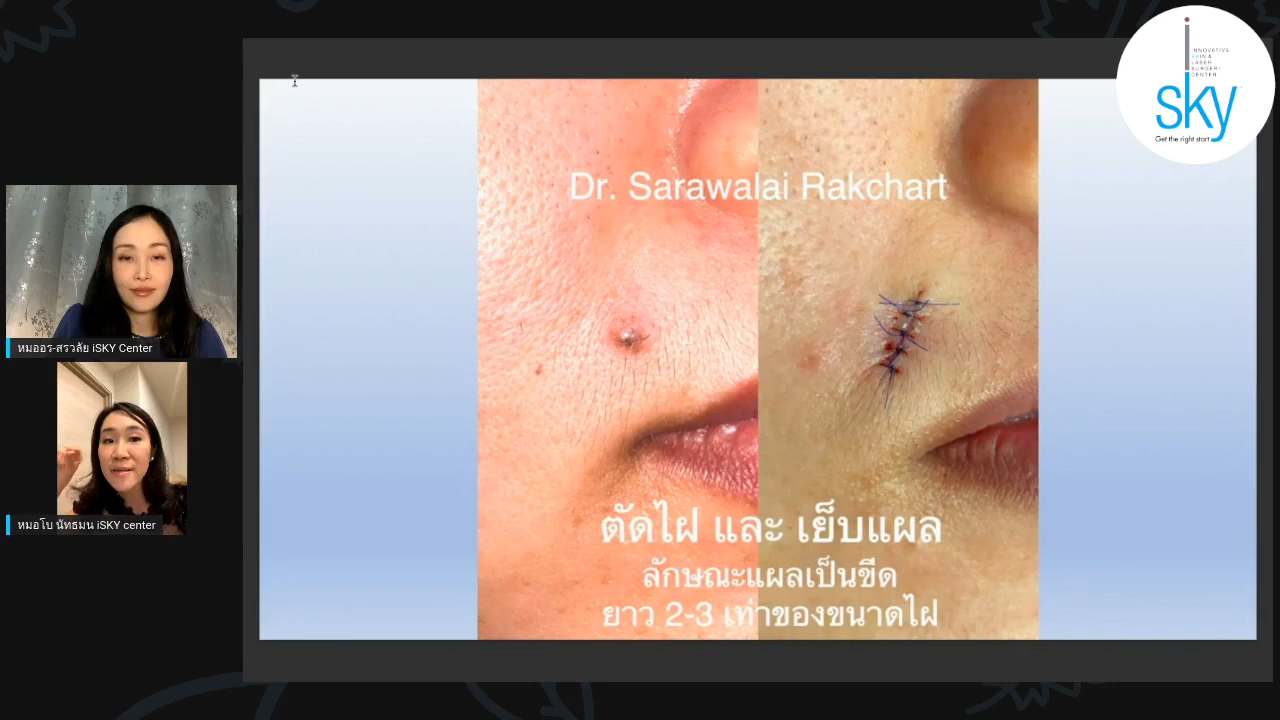 INNOVATIVE
SKIN &
LASER
SURGERY
CENTER
isky
Get the right start
Dr. Sarawalai Rakchart
หมออร-สรวลัย iSKY Center
หมอโบ นัทธมน iSKY center
ตัดไฝ และ เย็บแผล
ลักษณะแผลเป็นขีด
ยาว 2-3 เท่าของขนาดไฝ